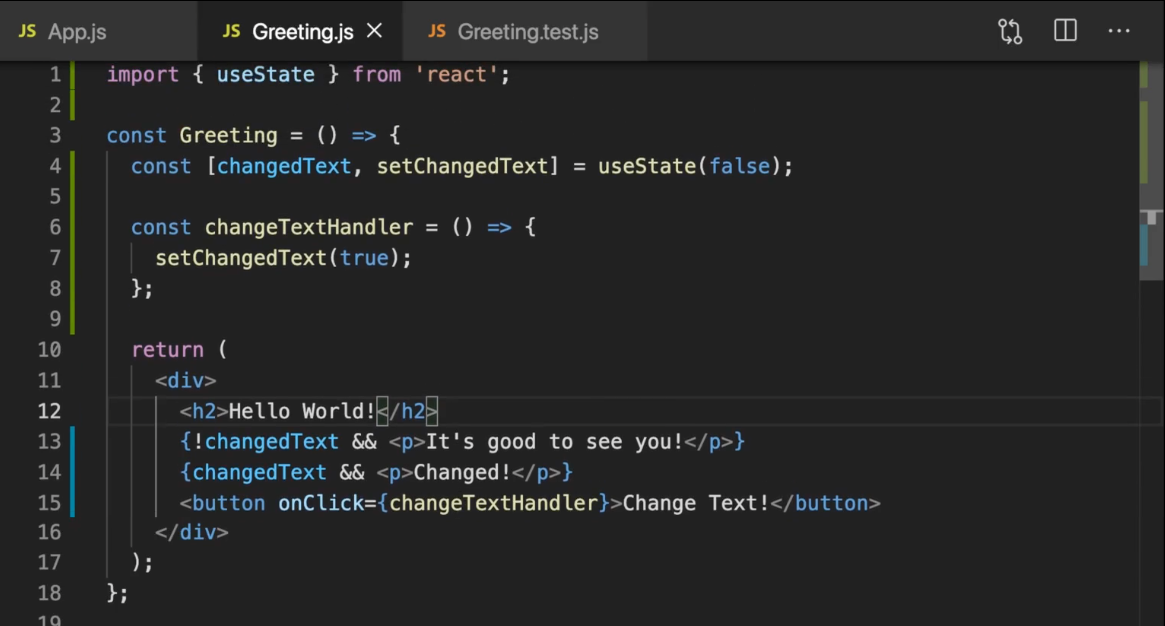 JS App.js JS Greeting.js × JS Greeting.test.js ...
1 import { useState } from 'react';
2
3 const Greeting = () => {
4   const [changedText, setChangedText] = useState(false);
5
6   const changeTextHandler = () => {
7     setChangedText(true);
8   };
9
10   return (
11     <div>
12       <h2>Hello World!</h2>
13       {!changedText && <p>It's good to see you!</p>}
14       {changedText && <p>Changed!</p>}
15       <button onClick={changeTextHandler}>Change Text!</button>
16     </div>
17   );
18 };
19